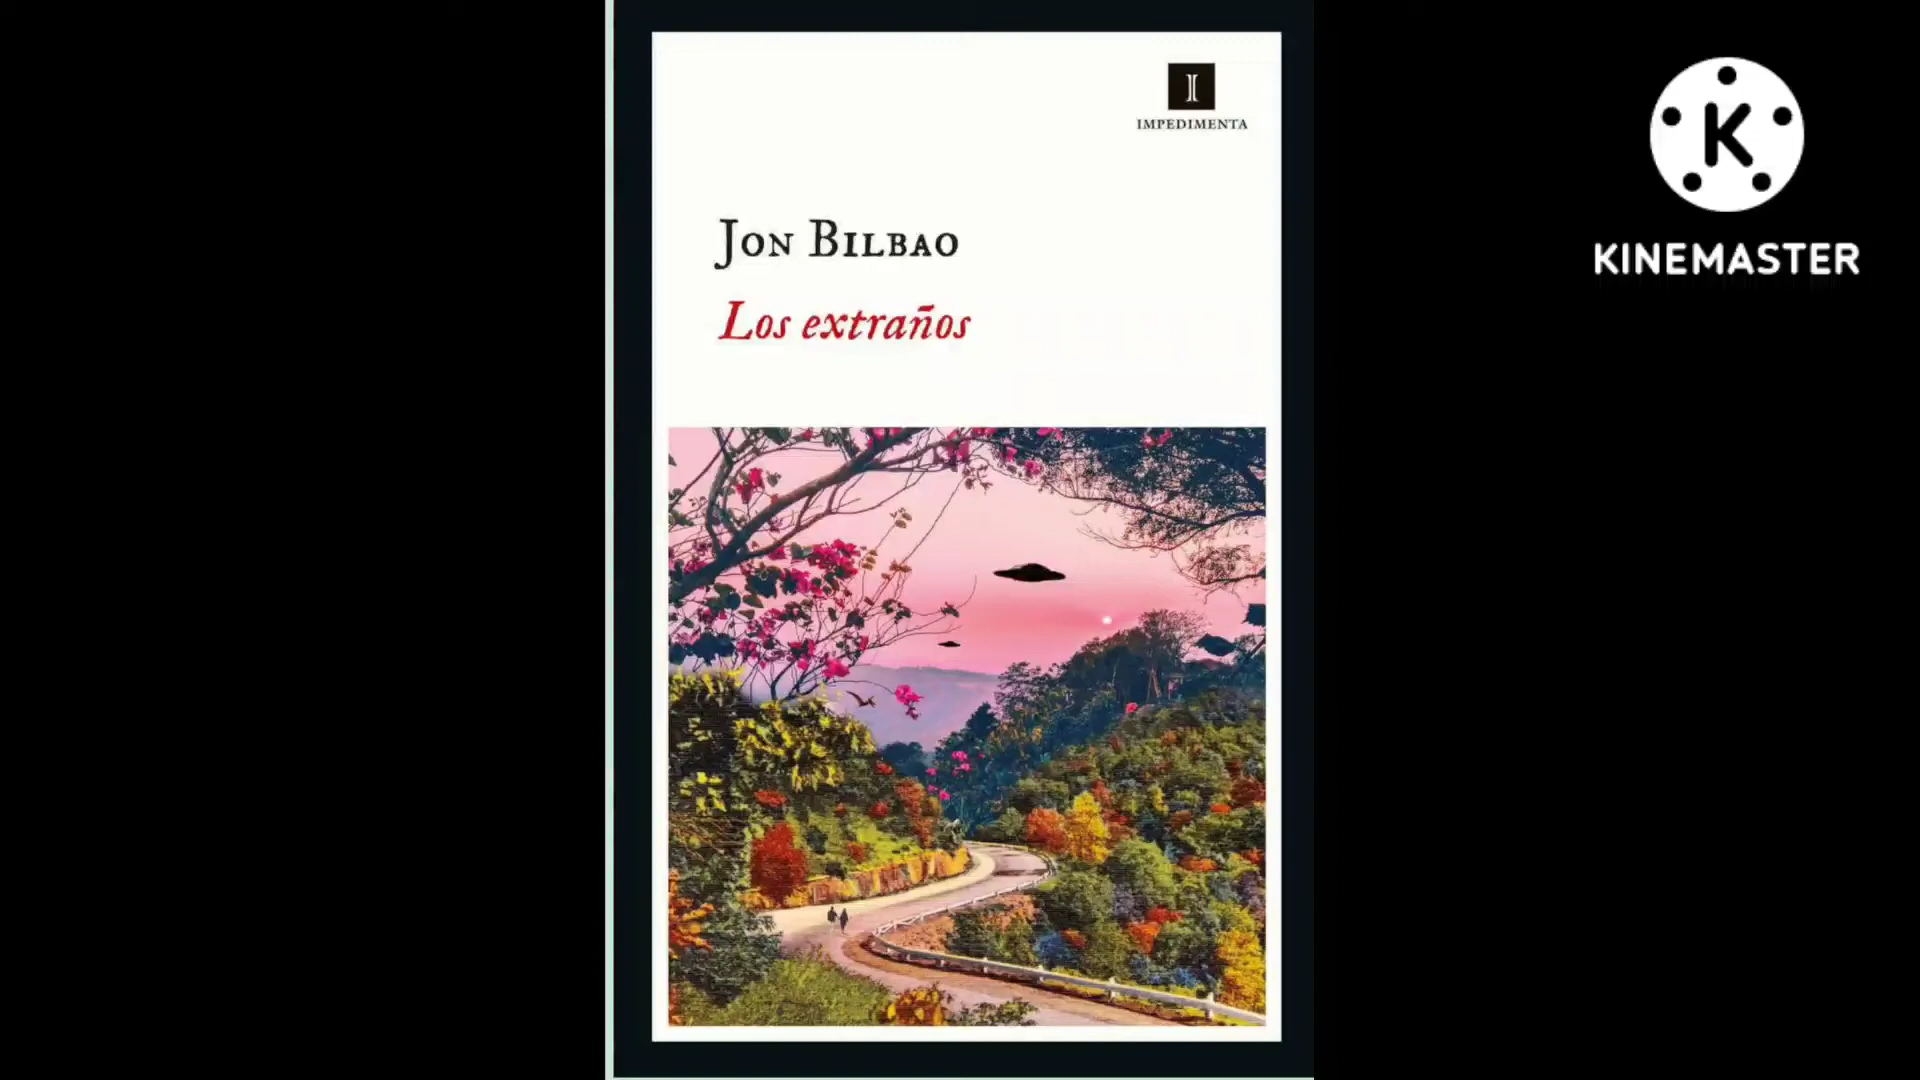 I
IMPEDIMENTA
Jon Bilbao
Los extraños
K
KINEMASTER